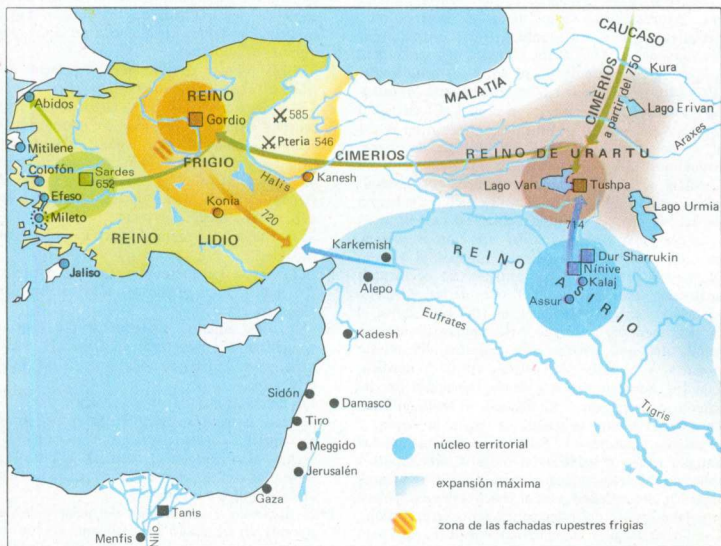 CAUCASO
Kura
CIMERIOS
a partir del 750
MALATIA
Lago Erivan
Araxes
Abidos
REINO
585
Gordio
Pteria 546
Mitilene
CIMERIOS
REINO DE URARTU
Colofón
Sardes
652
FRIGIO
Halis
Kanesh
Lago Van
Tushpa
Efeso
Konia
Lago Urmia
Mileto
720
714
REINO LIDIO
Karkemish
REINO ASIRIO
Dur Sharrukín
Jaliso
Nínive
Alepo
Kalaj
Assur
Eufrates
Kadesh
Tigris
Sidón
Damasco
Tiro
Meggido
núcleo territorial
Jerusalén
expansión máxima
Gaza
Tanis
zona de las fachadas rupestres frigias
Menfis
Nilo